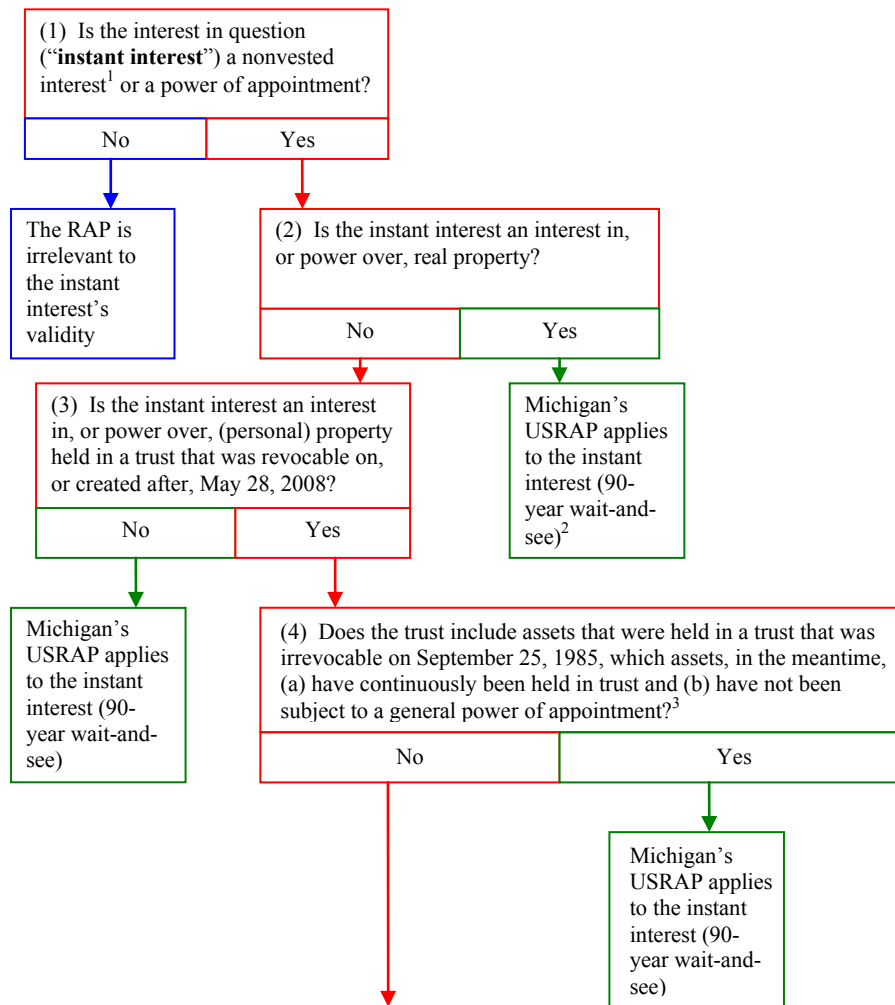 (1) Is the interest in question
(“instant interest”) a nonvested
interest1 or a power of appointment?
No
Yes
The RAP is
irrelevant to
the instant
interest’s
validity
(2) Is the instant interest an interest in,
or power over, real property?
No
Yes
(3) Is the instant interest an interest
in, or power over, (personal) property
held in a trust that was revocable on,
or created after, May 28, 2008?
No
Yes
Michigan’s
USRAP applies
to the instant
interest (90-
year wait-and-
see)2
Michigan’s
USRAP applies
to the instant
interest (90-
year wait-and-
see)
(4) Does the trust include assets that were held in a trust that was
irrevocable on September 25, 1985, which assets, in the meantime,
(a) have continuously been held in trust and (b) have not been
subject to a general power of appointment?3
No
Yes
Michigan’s
USRAP applies
to the instant
interest (90-
year wait-and-
see)